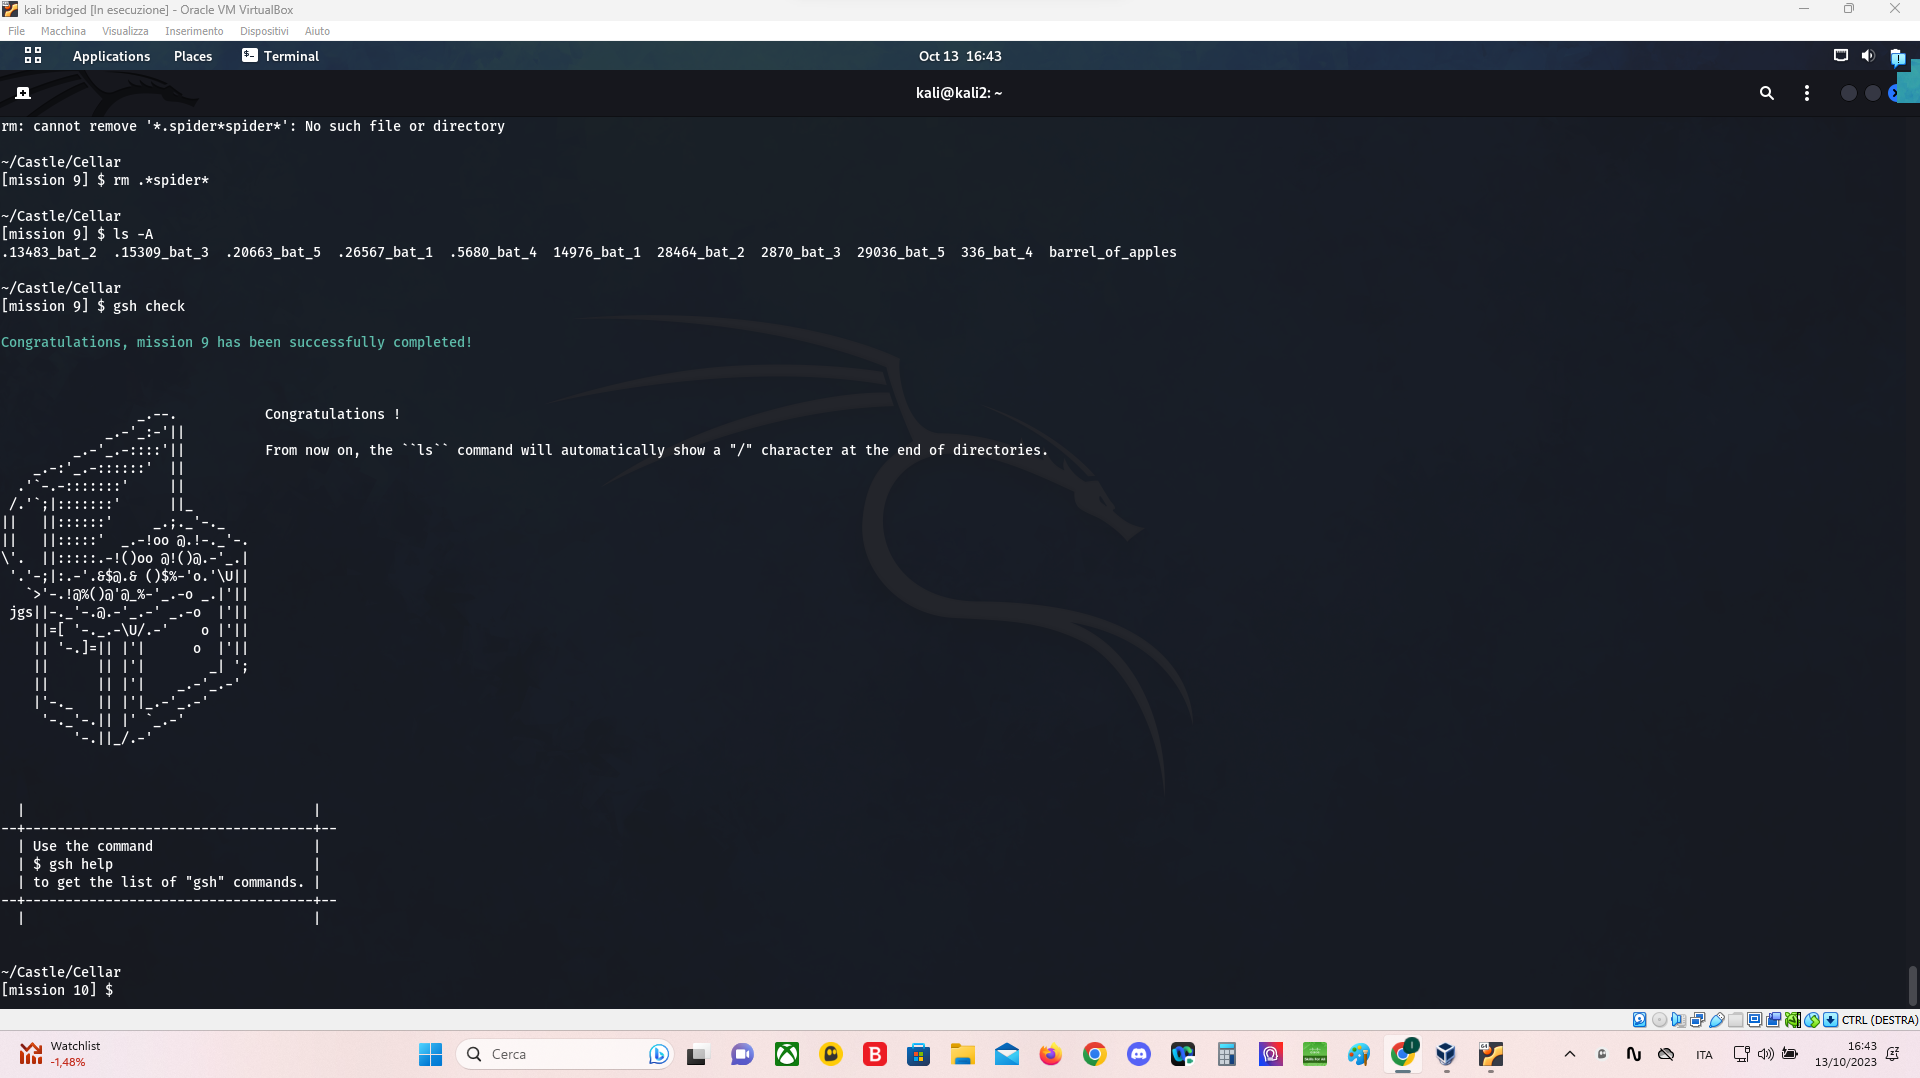 kali bridged [In esecuzione] - Oracle VM VirtualBox
File Macchina Visualizza Inserimento Dispositivi Aiuto
Applications Places Terminal Oct 13 16:43
kali@kali2: ~
rm: cannot remove '*.spider*spider*': No such file or directory
~/Castle/Cellar
[mission 9] $ rm .*spider*
~/Castle/Cellar
[mission 9] $ ls -A
.13483_bat_2 .15309_bat_3 .20663_bat_5 .26567_bat_1 .5680_bat_4 14976_bat_1 28464_bat_2 2870_bat_3 29036_bat_5 336_bat_4 barrel_of_apples
~/Castle/Cellar
[mission 9] $ gsh check
Congratulations, mission 9 has been successfully completed!
Congratulations !
From now on, the ``ls`` command will automatically show a "/" character at the end of directories.
jgs
Use the command
$ gsh help
to get the list of "gsh" commands.
~/Castle/Cellar
[mission 10] $
CTRL (DESTRA)
Watchlist
-1,48%
Cerca
ITA
16:43
13/10/2023